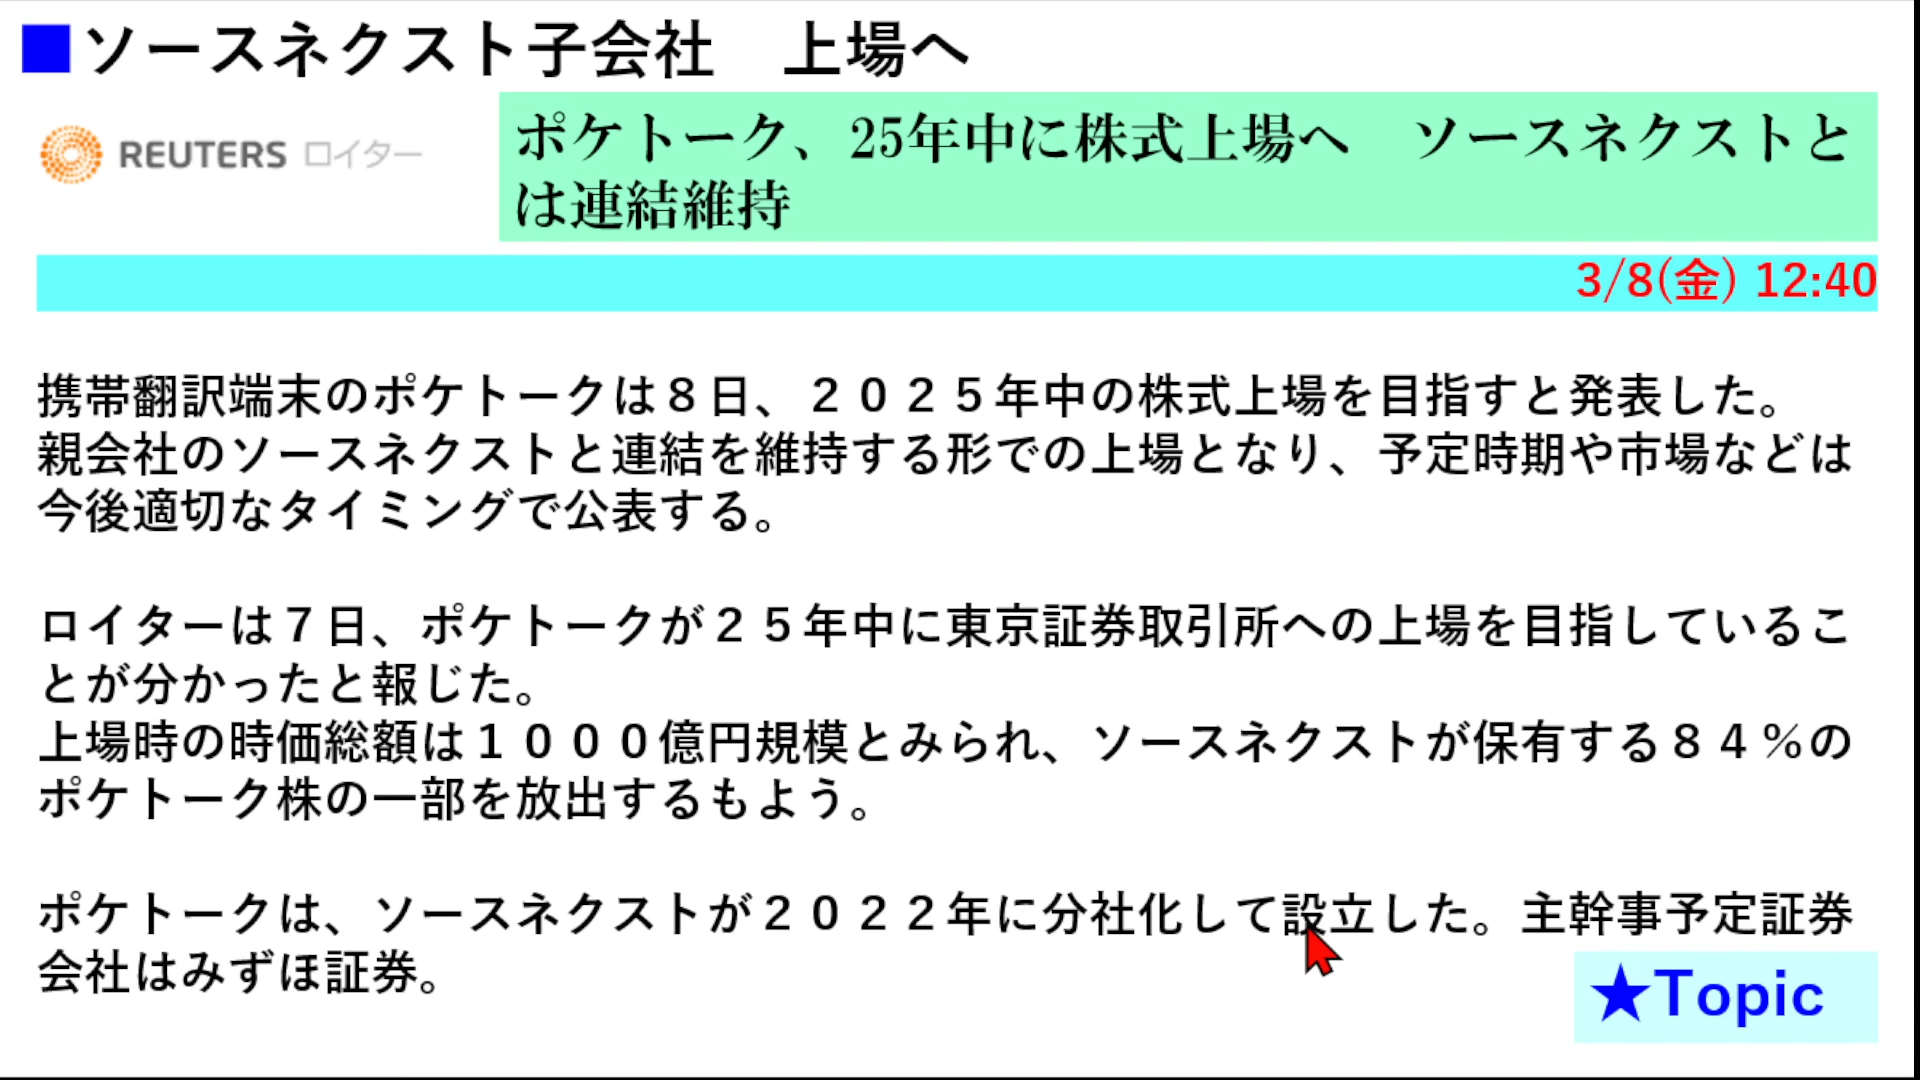 ■ソースネクスト子会社　上場へ
REUTERS ロイター
ポケトーク、25年中に株式上場へ　ソースネクストと
は連結維持
3/8(金) 12:40
携帯翻訳端末のポケトークは８日、２０２５年中の株式上場を目指すと発表した。
親会社のソースネクストと連結を維持する形での上場となり、予定時期や市場などは
今後適切なタイミングで公表する。
ロイターは７日、ポケトークが２５年中に東京証券取引所への上場を目指しているこ
とが分かったと報じた。
上場時の時価総額は１０００億円規模とみられ、ソースネクストが保有する８４％の
ポケトーク株の一部を放出するもよう。
ポケトークは、ソースネクストが２０２２年に分社化して設立した。主幹事予定証券
会社はみずほ証券。
★Topic